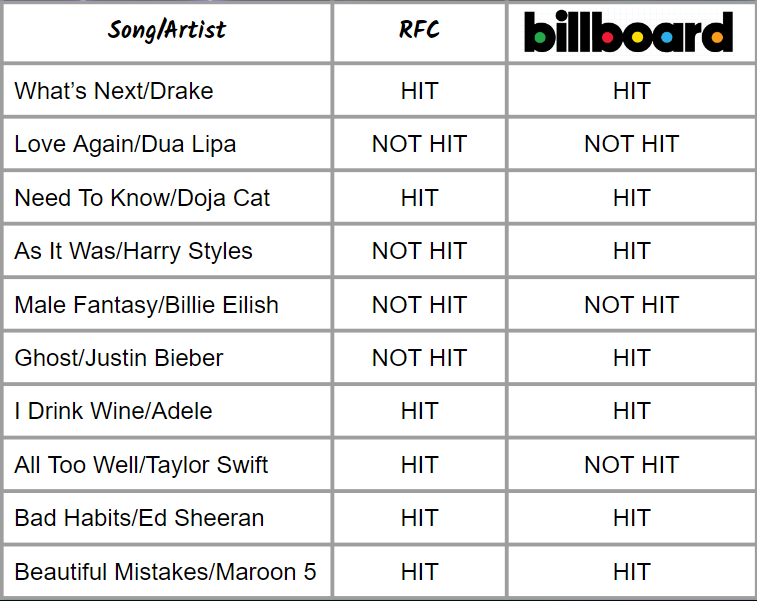 Song/Artist RFC billboard
What's Next/Drake HIT HIT
Love Again/Dua Lipa NOT HIT NOT HIT
Need To Know/Doja Cat HIT HIT
As It Was/Harry Styles NOT HIT HIT
Male Fantasy/Billie Eilish NOT HIT NOT HIT
Ghost/Justin Bieber NOT HIT HIT
I Drink Wine/Adele HIT HIT
All Too Well/Taylor Swift HIT NOT HIT
Bad Habits/Ed Sheeran HIT HIT
Beautiful Mistakes/Maroon 5 HIT HIT